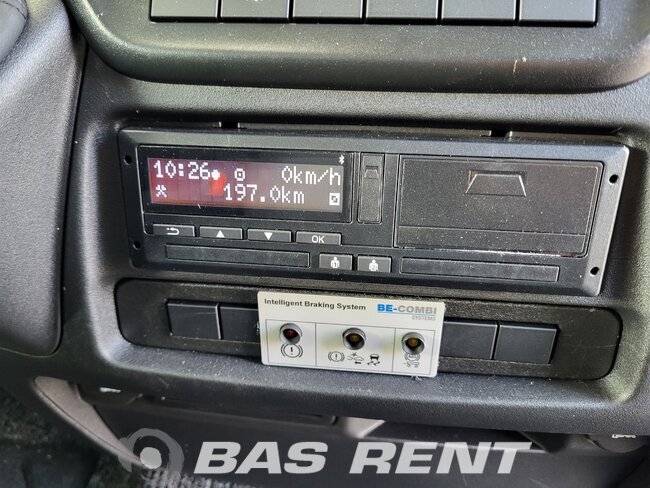 10:26 0km/h
197.0km
OK
Intelligent Braking System BE-COMBI
SYSTEMS
BAS RENT